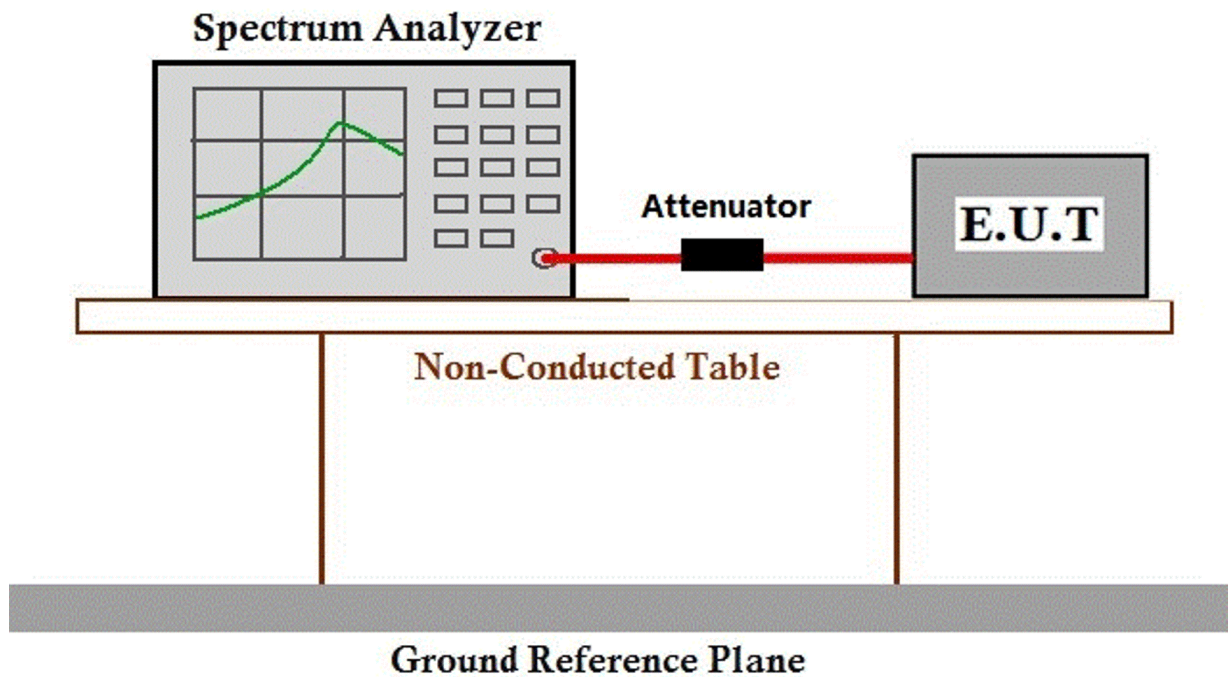 Spectrum Analyzer
Attenuator
E.U.T
Non-Conducted Table
Ground Reference Plane